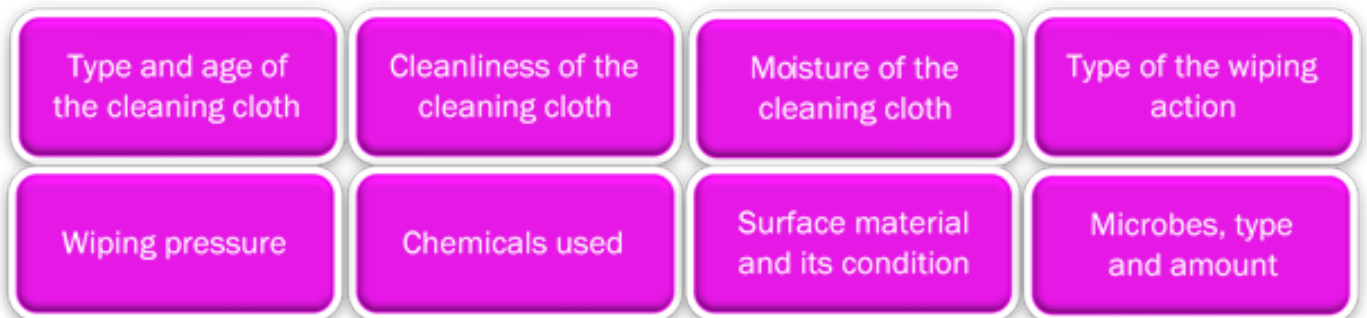 Type and age of
the cleaning cloth
Cleanliness of the
cleaning cloth
Moisture of the
cleaning cloth
Type of the wiping
action
Wiping pressure
Chemicals used
Surface material
and its condition
Microbes, type
and amount